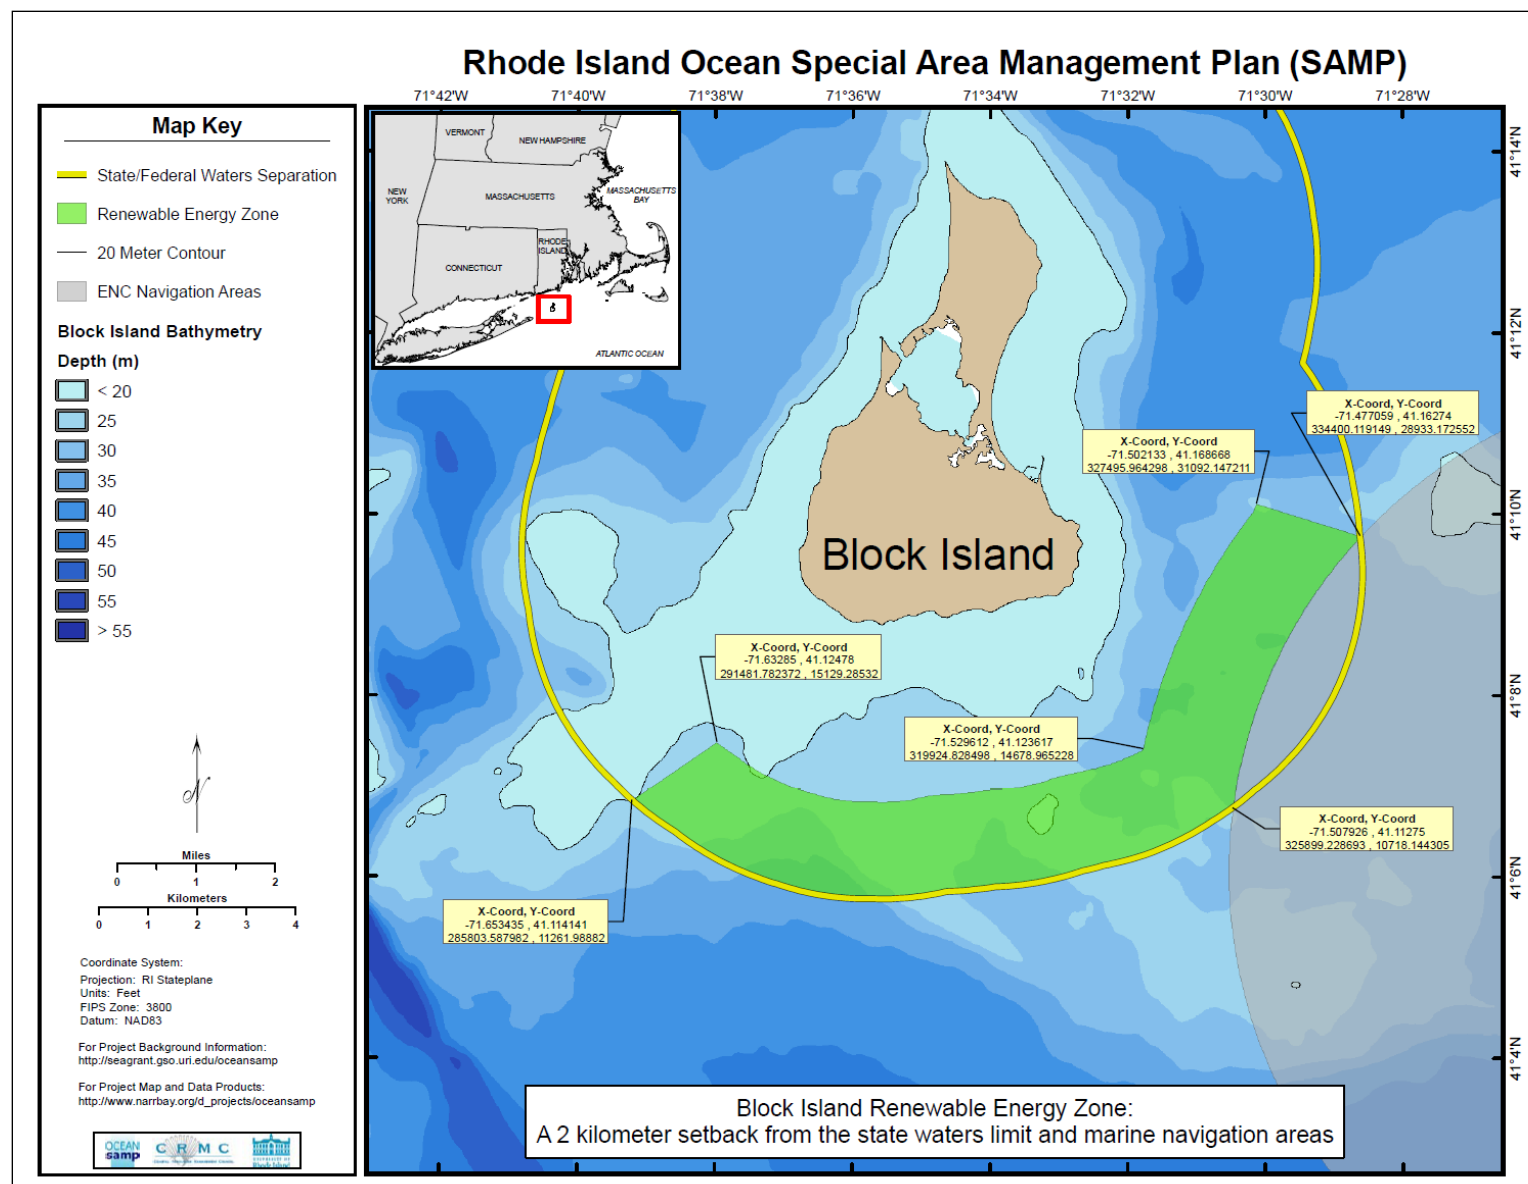 Rhode Island Ocean Special Area Management Plan (SAMP)
71°42'W 71°40'W 71°38'W 71°36'W 71°34'W 71°32'W 71°30'W 71°28'W
Map Key
State/Federal Waters Separation
Renewable Energy Zone
20 Meter Contour
ENC Navigation Areas
Block Island Bathymetry
Depth (m)
< 20
25
30
35
40
45
50
55
> 55
N
Miles
0 1 2
Kilometers
0 1 2 3 4
Coordinate System:
Projection: RI Stateplane
Units: Feet
FIPS Zone: 3800
Datum: NAD83
For Project Background Information:
http://seagrant.gso.uri.edu/oceansamp
For Project Map and Data Products:
http://www.narrbay.org/d_projects/oceansamp
OCEAN
samp
C R M C
VERMONT
NEW HAMPSHIRE
NEW
YORK
MASSACHUSETTS
MASSACHUSETTS
BAY
RHODE
ISLAND
CONNECTICUT
ATLANTIC OCEAN
41°14'N
41°12'N
41°10'N
41°8'N
41°6'N
41°4'N
X-Coord, Y-Coord
-71.477059 , 41.16274
334400.119149 , 28933.172552
X-Coord, Y-Coord
-71.502133 , 41.168668
327495.964298 , 31092.147211
Block Island
X-Coord, Y-Coord
-71.63285 , 41.12478
291481.782372 , 15129.28532
X-Coord, Y-Coord
-71.529612 , 41.123617
319924.828498 , 14678.965228
X-Coord, Y-Coord
-71.507926 , 41.11275
325899.228693 , 10718.144305
X-Coord, Y-Coord
-71.653435 , 41.114141
285803.587982 , 11261.98882
Block Island Renewable Energy Zone:
A 2 kilometer setback from the state waters limit and marine navigation areas